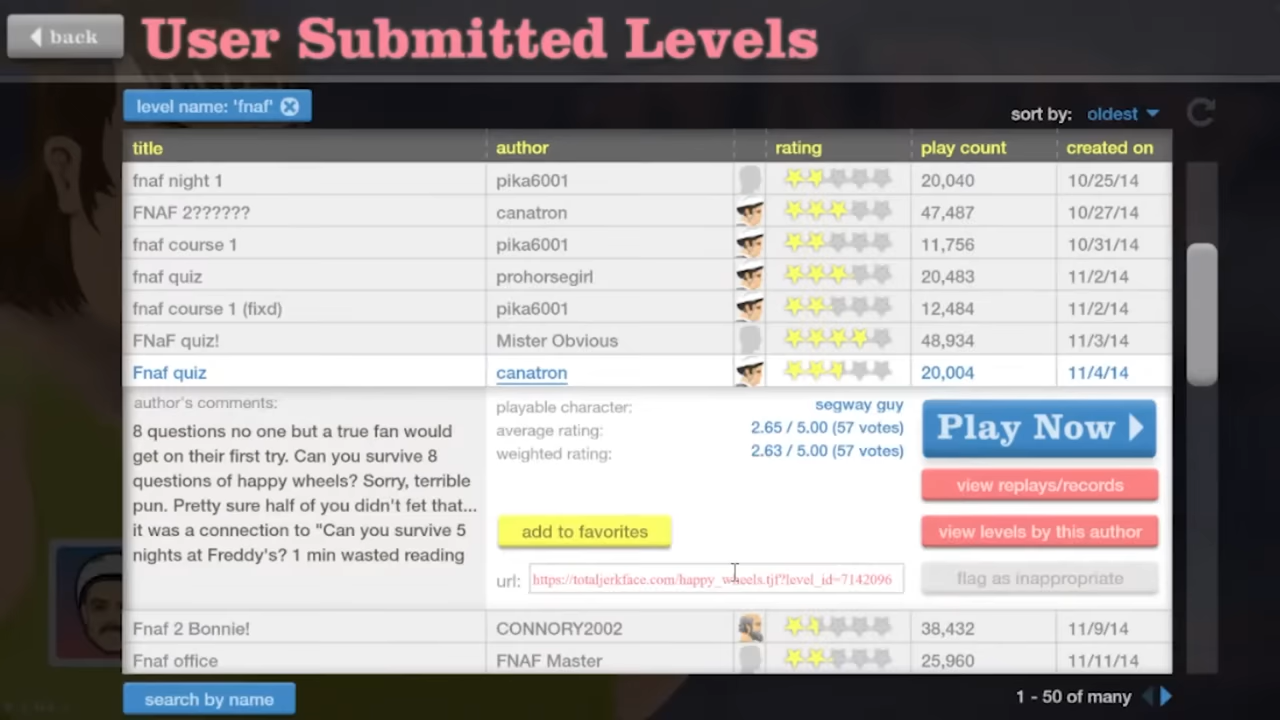 back
User Submitted Levels
level name: 'fnaf'
sort by: oldest
title author rating play count created on
fnaf night 1 pika6001 20,040 10/25/14
FNAF 2?????? canatron 47,487 10/27/14
fnaf course 1 pika6001 11,756 10/31/14
fnaf quiz prohorsegirl 20,483 11/2/14
fnaf course 1 (fixd) pika6001 12,484 11/2/14
FNaF quiz! Mister Obvious 48,934 11/3/14
Fnaf quiz canatron 20,004 11/4/14
author's comments:
8 questions no one but a true fan would
get on their first try. Can you survive 8
questions of happy wheels? Sorry, terrible
pun. Pretty sure half of you didn't fet that...
it was a connection to "Can you survive 5
nights at Freddy's? 1 min wasted reading
playable character: segway guy
average rating: 2.65 / 5.00 (57 votes)
weighted rating: 2.63 / 5.00 (57 votes)
add to favorites
url: https://totaljerkface.com/happy_wheels.tjf?level_id=7142096
Play Now
view replays/records
view levels by this author
flag as inappropriate
Fnaf 2 Bonnie! CONNORY2002 38,432 11/9/14
Fnaf office FNAF Master 25,960 11/11/14
search by name
1 - 50 of many